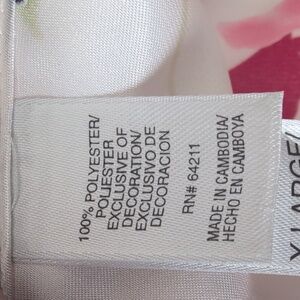 100% POLYESTER/
POLIESTER
EXCLUSIVE OF
DECORATION/
EXCLUSIVO DE
DECORACION
RN# 64211
MADE IN CAMBODIA/
HECHO EN CAMBOYA
X-LARGE/